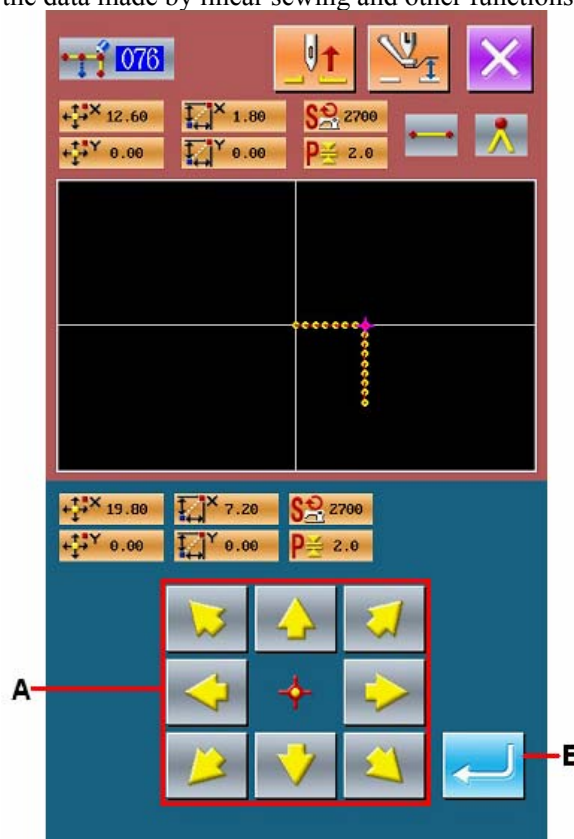 the data made by linear sewing and other functions
076
X 12.60 X 1.80 S 2700
Y 0.00 Y 0.00 P 2.0
X 19.80 X 7.20 S 2700
Y 0.00 Y 0.00 P 2.0
A